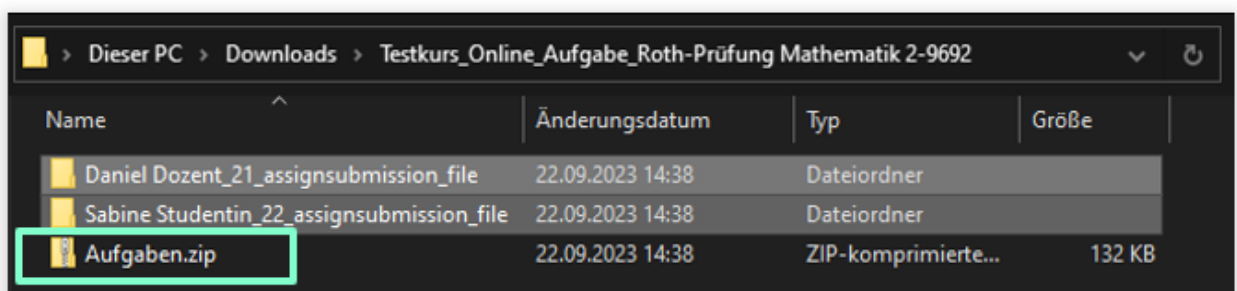 Dieser PC > Downloads > Testkurs_Online_Aufgabe_Roth-Prüfung Mathematik 2-9692
Name Änderungsdatum Typ Größe
Daniel Dozent_21_assignsubmission_file 22.09.2023 14:38 Dateiordner
Sabine Studentin_22_assignsubmission_file 22.09.2023 14:38 Dateiordner
Aufgaben.zip 22.09.2023 14:38 ZIP-komprimierte... 132 KB